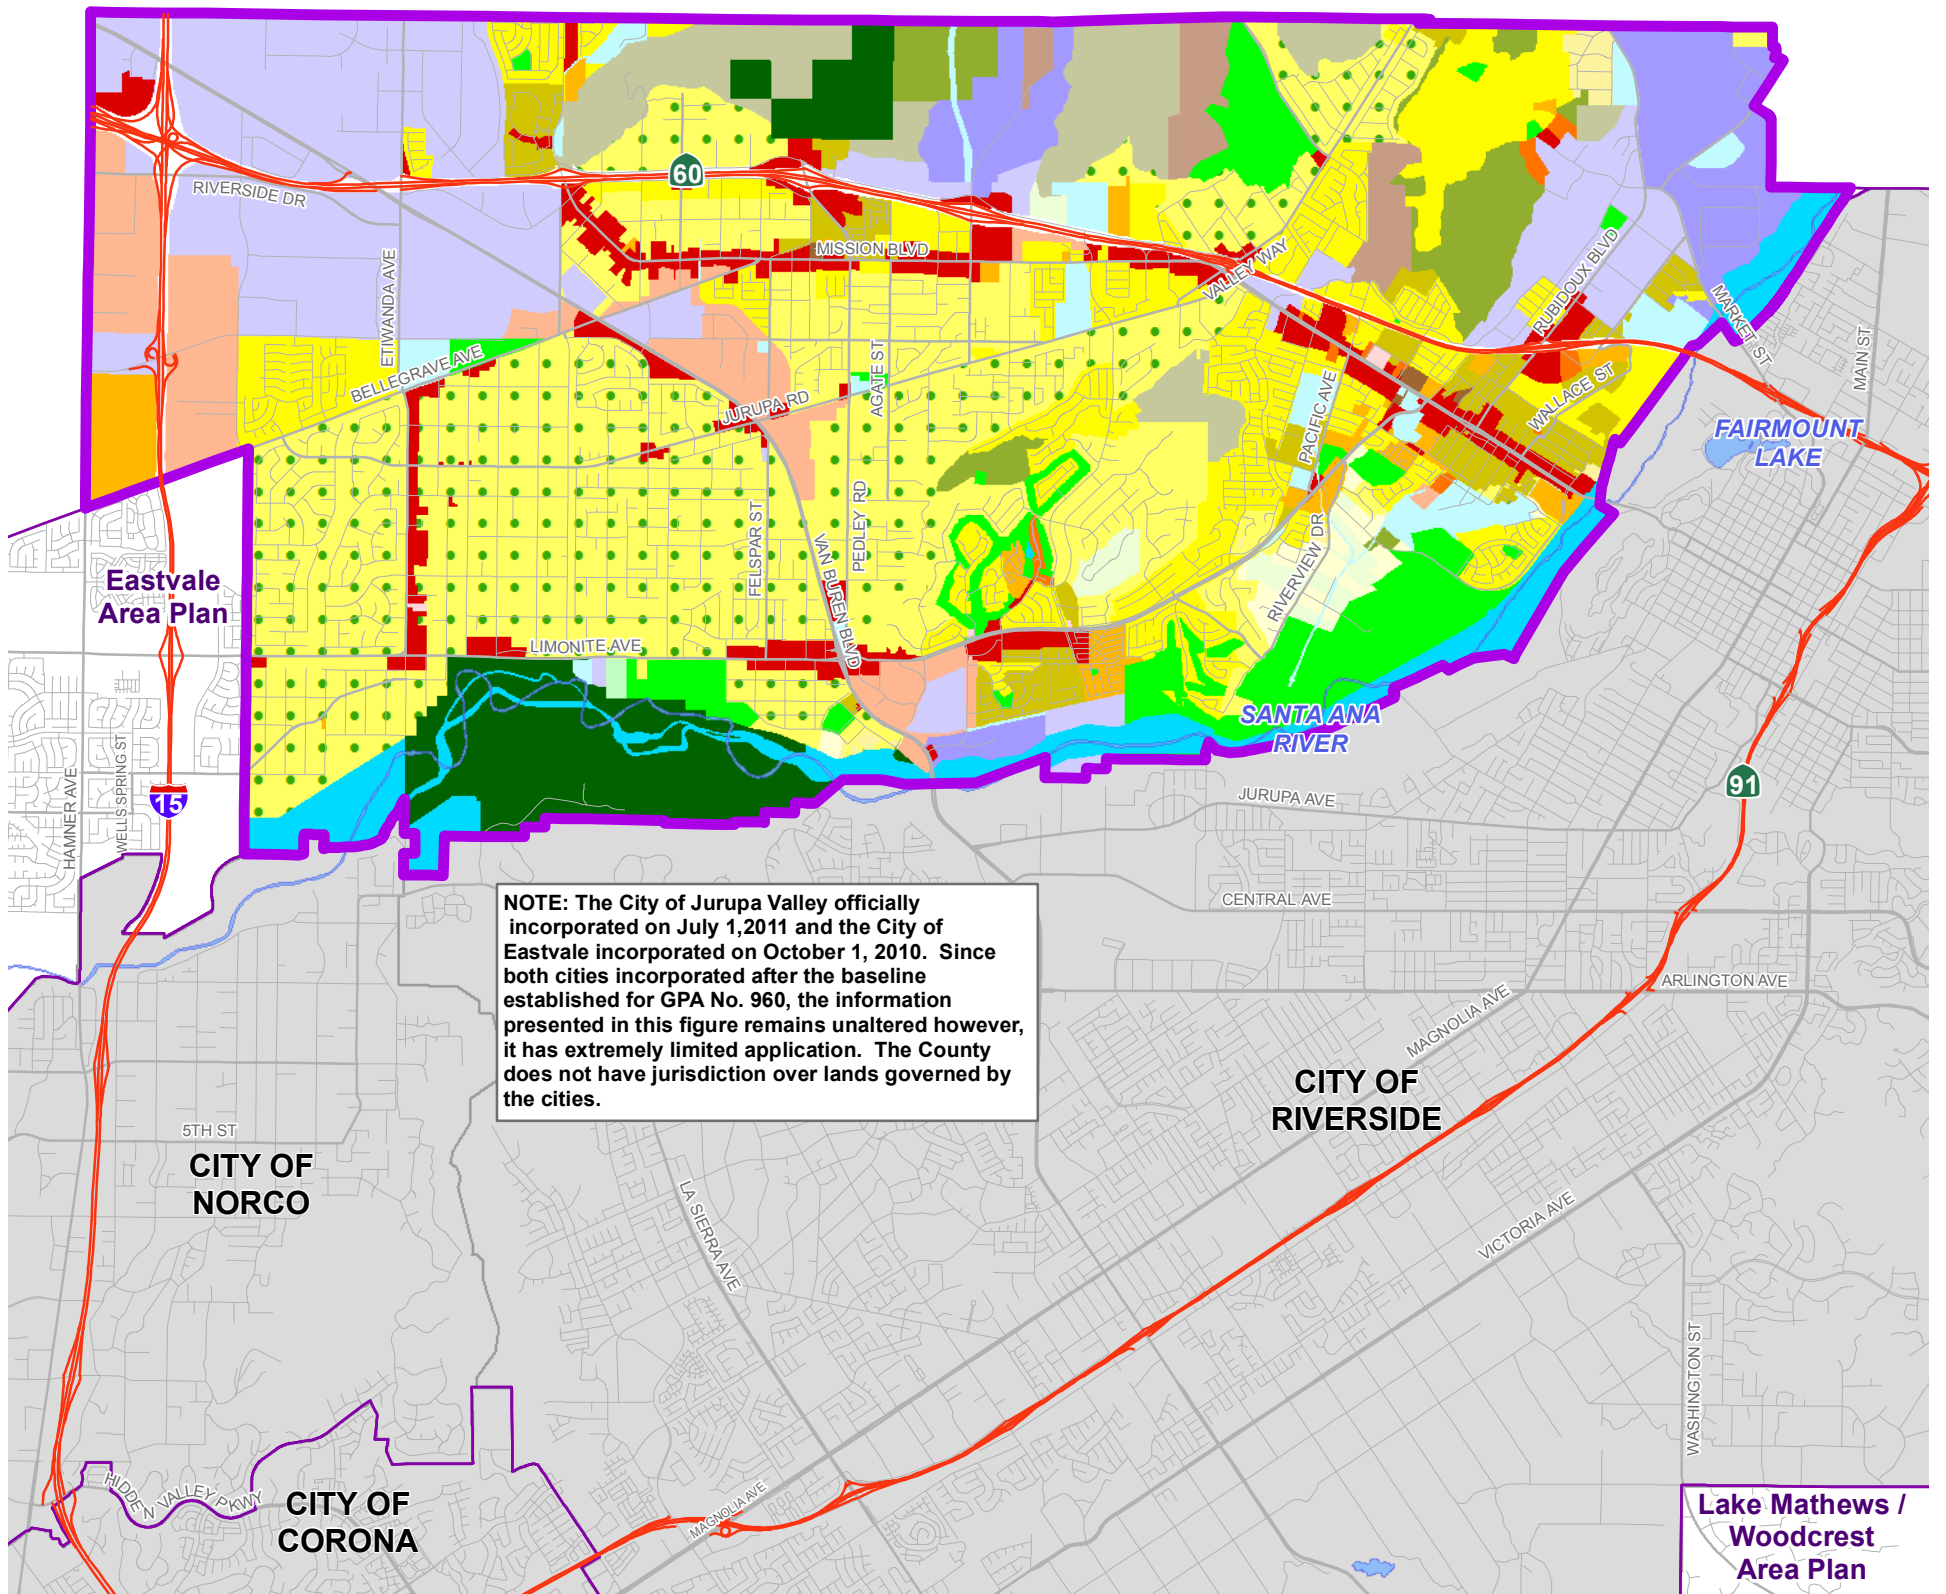 60
RIVERSIDE DR
ETIWANDA AVE
MISSION BLVD
VALLEY WAY
RUBIDOUX BLVD
MARKET ST
MAIN ST
BELLEGRAVE AVE
JURUPA RD
AGATE ST
PACIFIC AVE
WALLACE ST
FAIRMOUNT
LAKE
FELSPAR ST
VAN BUREN BLVD
PEDLEY RD
RIVERVIEW DR
Eastvale
Area Plan
LIMONITE AVE
SANTA ANA
RIVER
HAMNER AVE
WELLSSPRING ST
15
91
JURUPA AVE
CENTRAL AVE
NOTE: The City of Jurupa Valley officially
incorporated on July 1,2011 and the City of
Eastvale incorporated on October 1, 2010. Since
both cities incorporated after the baseline
established for GPA No. 960, the information
presented in this figure remains unaltered however,
it has extremely limited application. The County
does not have jurisdiction over lands governed by
the cities.
ARLINGTON AVE
MAGNOLIA AVE
CITY OF
RIVERSIDE
5TH ST
CITY OF
NORCO
LA SIERRA AVE
VICTORIA AVE
WASHINGTON ST
HIDDEN VALLEY PKWY
CITY OF
CORONA
MAGNOLIA AVE
Lake Mathews /
Woodcrest
Area Plan